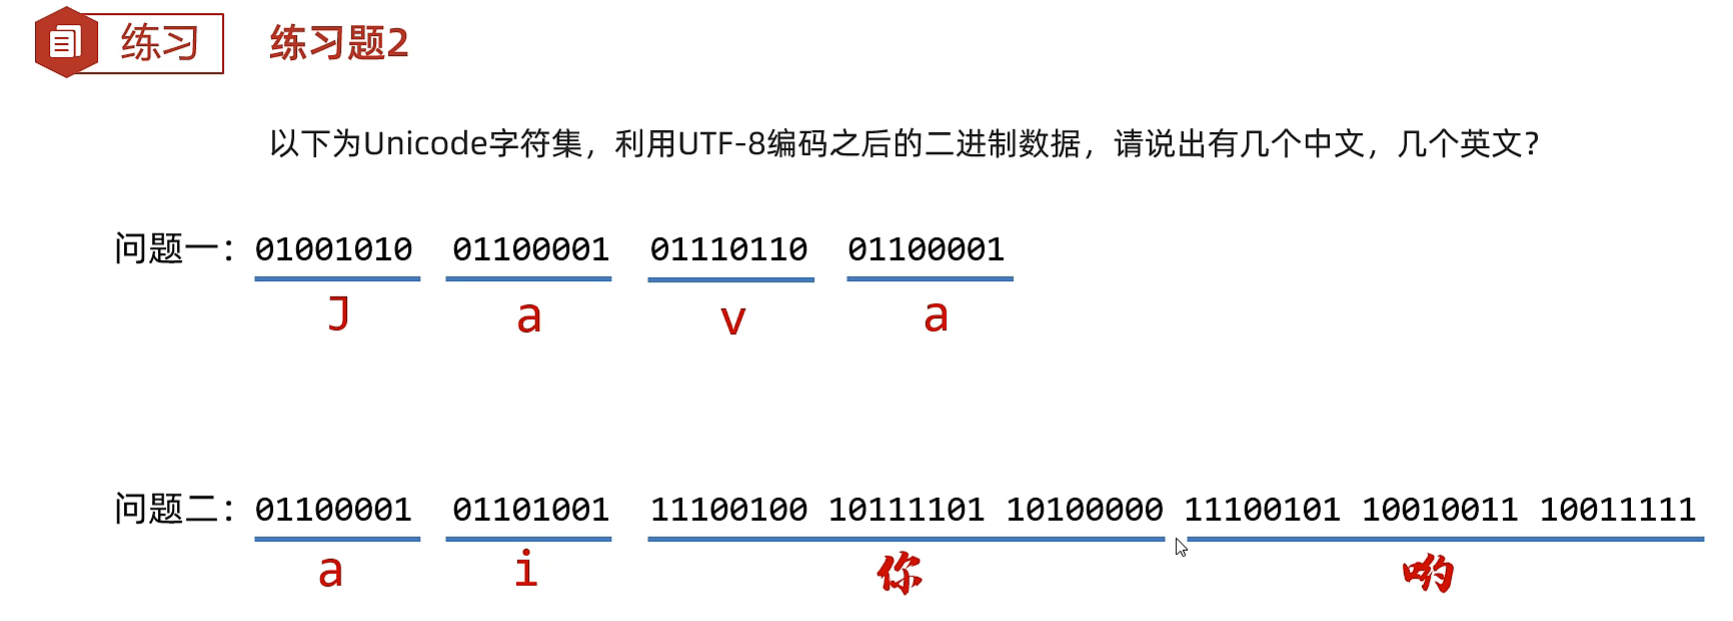 练习 练习题2
以下为Unicode字符集，利用UTF-8编码之后的二进制数据，请说出有几个中文，几个英文?
问题一：01001010 01100001 01110110 01100001
J a v a
问题二：01100001 01101001 11100100 10111101 10100000 11100101 10010011 10011111
a i 你 哟